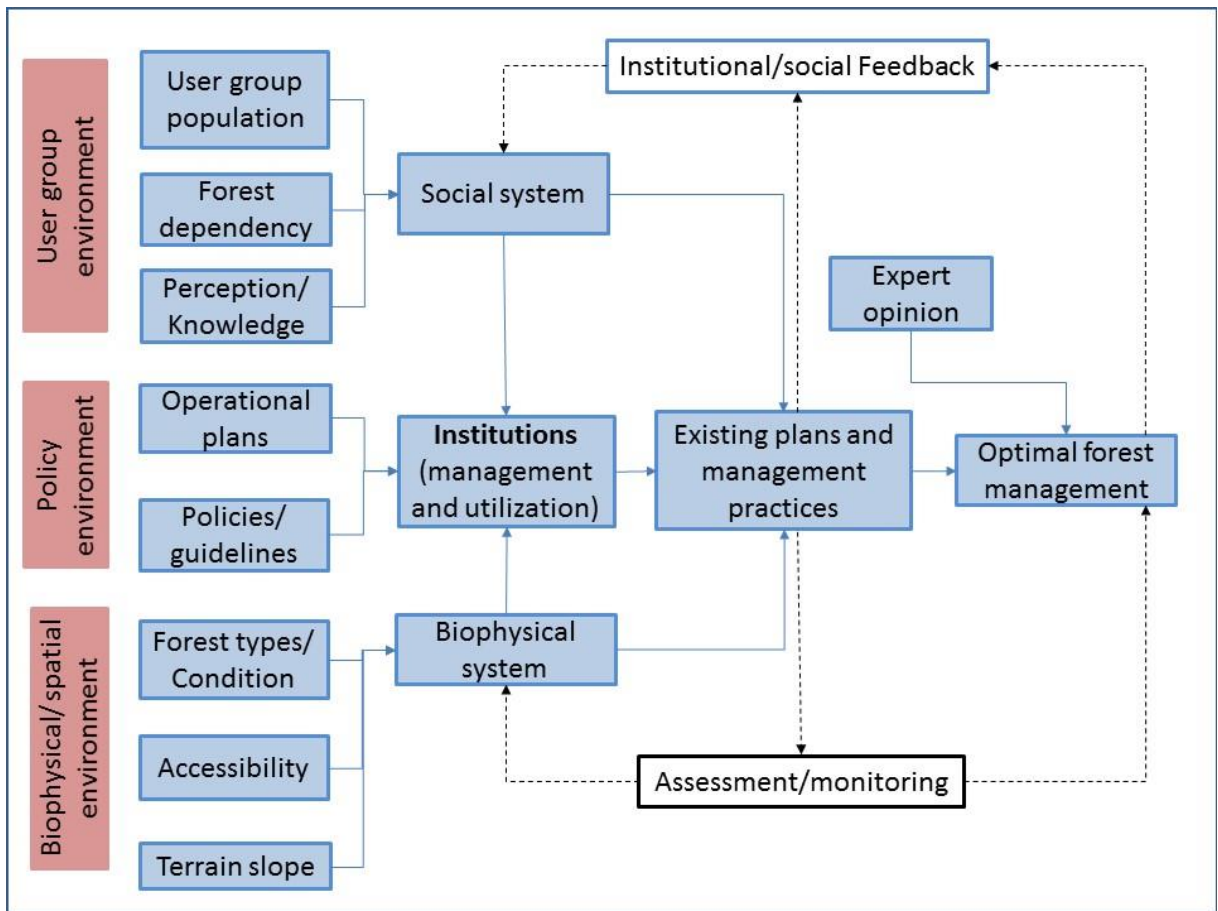 User group
environment
User group
population
Forest
dependency
Perception/
Knowledge
Policy
environment
Operational
plans
Policies/
guidelines
Biophysical/ spatial
environment
Forest types/
Condition
Accessibility
Terrain slope
Social system
Institutions
(management
and utilization)
Biophysical
system
Institutional/social Feedback
Existing plans and
management
practices
Assessment/monitoring
Expert
opinion
Optimal forest
management